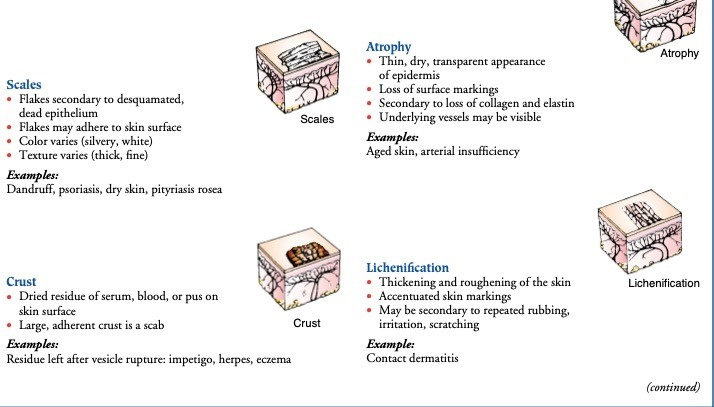 Scales
• Flakes secondary to desquamated,
dead epithelium
• Flakes may adhere to skin surface
• Color varies (silvery, white)
• Texture varies (thick, fine)
Examples:
Dandruff, psoriasis, dry skin, pityriasis rosea
Scales
Crust
• Dried residue of serum, blood, or pus on
skin surface
• Large, adherent crust is a scab
Examples:
Residue left after vesicle rupture: impetigo, herpes, eczema
Crust
Atrophy
• Thin, dry, transparent appearance
of epidermis
• Loss of surface markings
• Secondary to loss of collagen and elastin
• Underlying vessels may be visible
Examples:
Aged skin, arterial insufficiency
Atrophy
Lichenification
• Thickening and roughening of the skin
• Accentuated skin markings
• May be secondary to repeated rubbing,
irritation, scratching
Example:
Contact dermatitis
Lichenification
(continued)